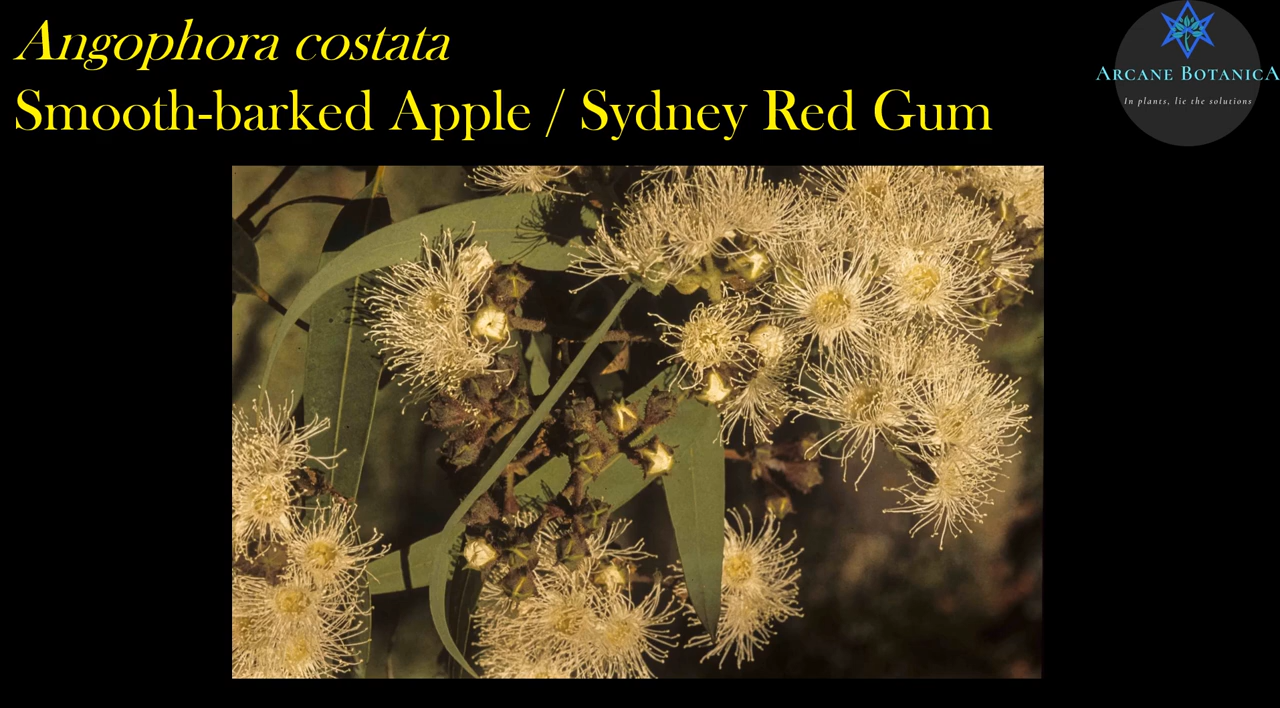 Angophora costata
Smooth-barked Apple / Sydney Red Gum
ARCANE BOTANICA
In plants, lie the solutions